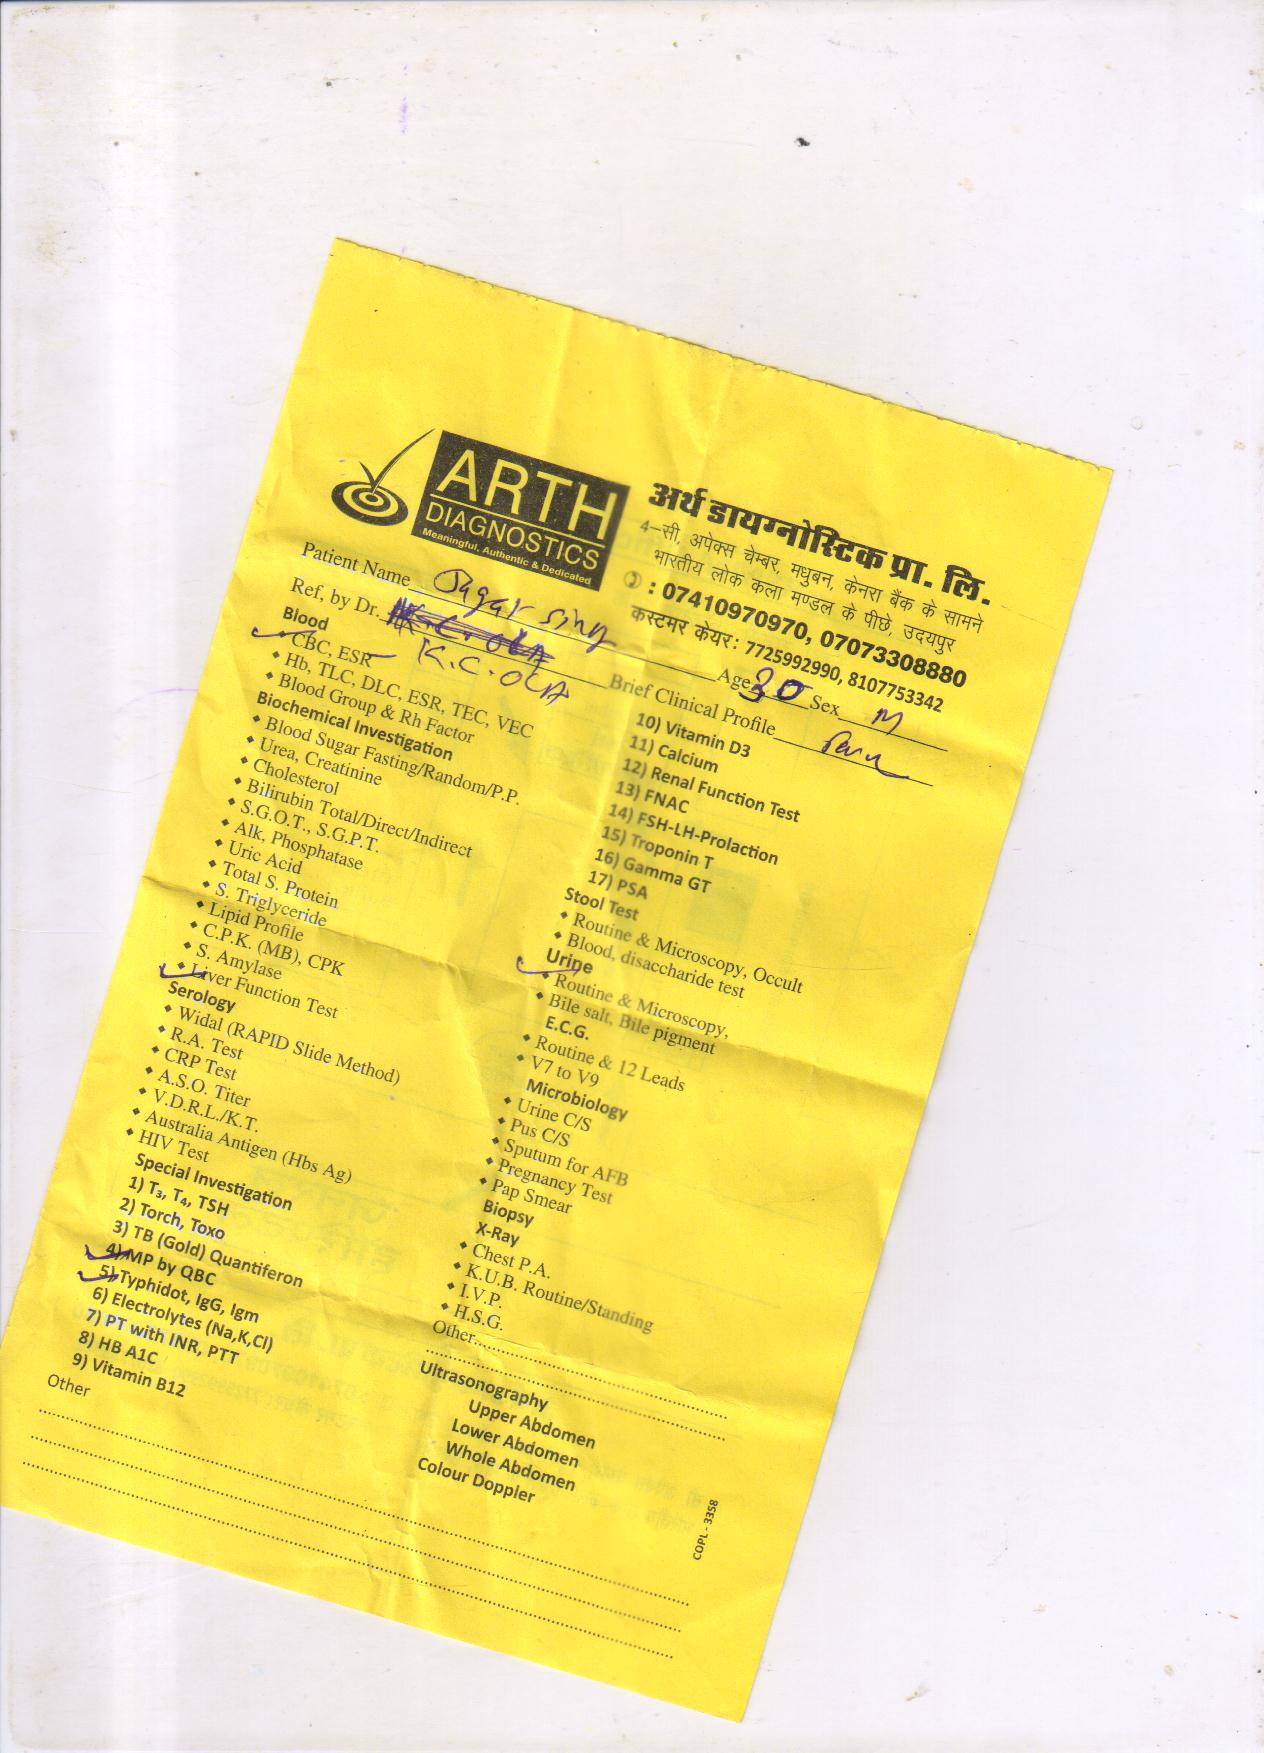 ARTH
DIAGNOSTICS
Meaningful, Authentic & Dedicated
अर्थ डायग्नोस्टिक प्रा. लि.
4–सी, अपेक्स चेम्बर, मधुबन, केनरा बैंक के सामने
भारतीय लोक कला मण्डल के पीछे, उदयपुर
: 07410970970, 07073308880
कस्टमर केयर : 7725992990, 8107753342
Patient Name Sagar Sing Age 30 Sex M
Ref, by Dr. K.C. OLA Brief Clinical Profile
K.C. OLA
Blood
CBC, ESR
Hb, TLC, DLC, ESR, TEC, VEC
Blood Group & Rh Factor
Biochemical Investigation
Blood Sugar Fasting/Random/P.P.
Urea, Creatinine
Cholesterol
Bilirubin Total/Direct/Indirect
S.G.O.T., S.G.P.T.
Alk, Phosphatase
Uric Acid
Total S. Protein
S. Triglyceride
Lipid Profile
C.P.K. (MB), CPK
S. Amylase
Liver Function Test
Serology
Widal (RAPID Slide Method)
R.A. Test
CRP Test
A.S.O. Titer
V.D.R.L./K.T.
Australia Antigen (Hbs Ag)
HIV Test
Special Investigation
1) T₃, T₄, TSH
2) Torch, Toxo
3) TB (Gold) Quantiferon
4) MP by QBC
5) Typhidot, IgG, Igm
6) Electrolytes (Na,K,Cl)
7) PT with INR, PTT
8) HB A1C
9) Vitamin B12
Other
10) Vitamin D3
11) Calcium
12) Renal Function Test
13) FNAC
14) FSH-LH-Prolaction
15) Troponin T
16) Gamma GT
17) PSA
Stool Test
Routine & Microscopy, Occult
Blood, disaccharide test
Urine
Routine & Microscopy,
Bile salt, Bile pigment
E.C.G.
Routine & 12 Leads
V7 to V9
Microbiology
Urine C/S
Pus C/S
Sputum for AFB
Pregnancy Test
Pap Smear
Biopsy
X-Ray
Chest P.A.
K.U.B. Routine/Standing
I.V.P.
H.S.G.
Other
Ultrasonography
Upper Abdomen
Lower Abdomen
Whole Abdomen
Colour Doppler
COPL - 3358